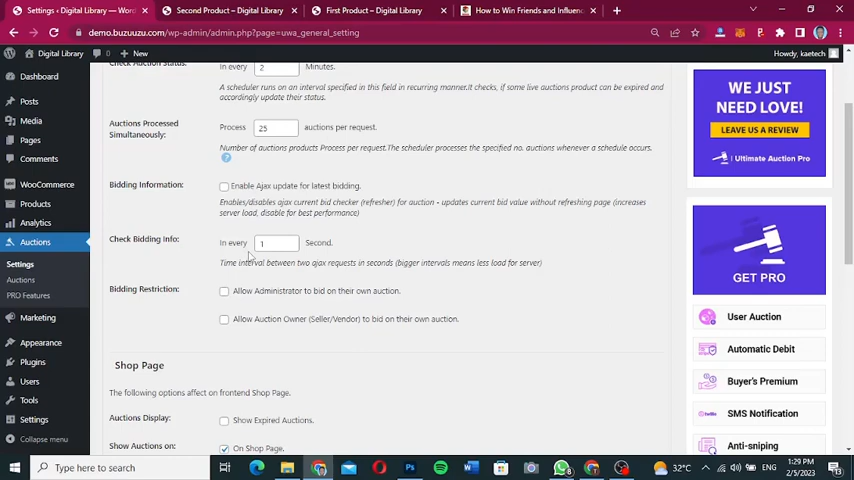 Settings ‹ Digital Library — Word
Second Product – Digital Library
First Product – Digital Library
How to Win Friends and Influenc
demo.buzuuzu.com/wp-admin/admin.php?page=uwa_general_setting
Digital Library
0
New
Howdy, kaetech
Dashboard
Posts
Media
Pages
Comments
WooCommerce
Products
Analytics
Auctions
Settings
Auctions
PRO Features
Marketing
Appearance
Plugins
Users
Tools
Settings
Collapse menu
Check Auction Status:
In every 2 Minutes.
A scheduler runs on an interval specified in this field in recurring manner.It checks, if some live auctions product can be expired and
accordingly update their status.
Auctions Processed
Simultaneously:
Process 25 auctions per request.
Number of auctions products Process per request.The scheduler processes the specified no. auctions whenever a schedule occurs.
?
Bidding Information:
Enable Ajax update for latest bidding.
Enables/disables ajax current bid checker (refresher) for auction - updates current bid value without refreshing page (increases
server load, disable for best performance)
Check Bidding Info:
In every 1 Second.
Time interval between two ajax requests in seconds (bigger intervals means less load for server)
Bidding Restriction:
Allow Administrator to bid on their own auction.
Allow Auction Owner (Seller/Vendor) to bid on their own auction.
Shop Page
The following options affect on frontend Shop Page.
Auctions Display:
Show Expired Auctions.
Show Auctions on:
On Shop Page.
WE JUST
NEED LOVE!
LEAVE US A REVIEW
Ultimate Auction Pro
GET PRO
User Auction
Automatic Debit
Buyer's Premium
SMS Notification
Anti-sniping
Type here to search
32°C
ENG
1:29 PM
2/5/2023